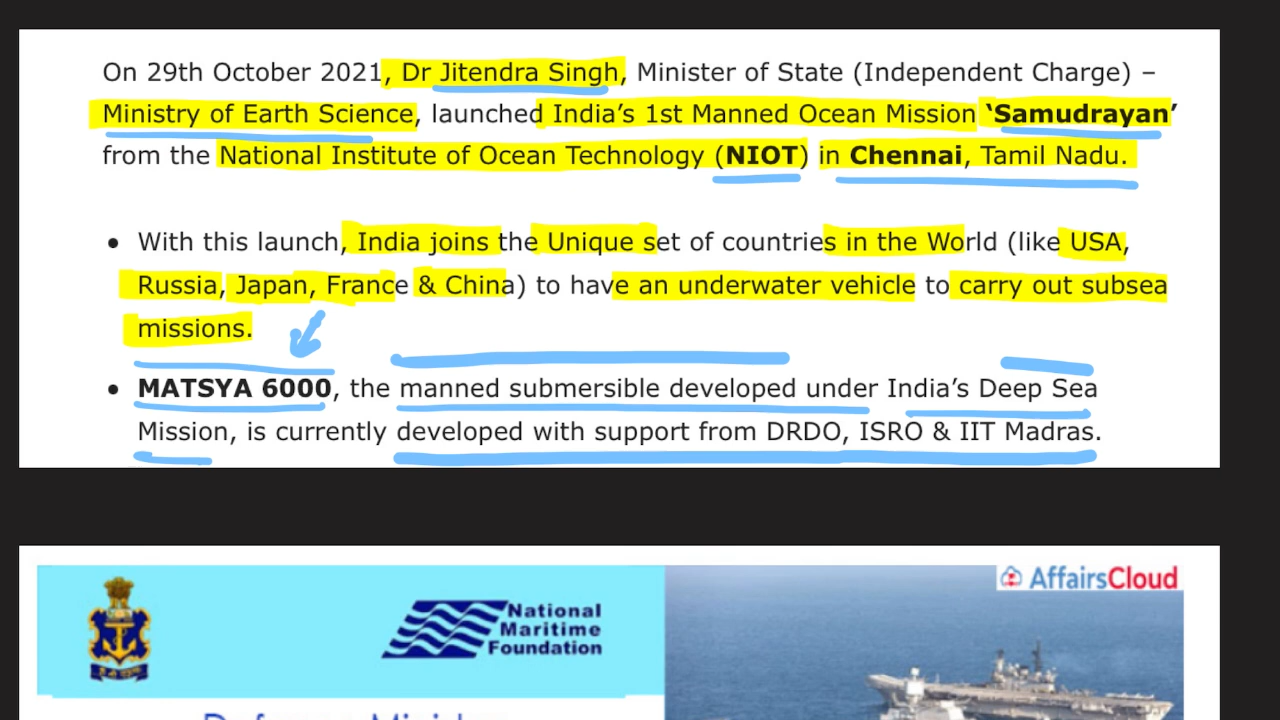 On 29th October 2021, Dr Jitendra Singh, Minister of State (Independent Charge) –
Ministry of Earth Science, launched India’s 1st Manned Ocean Mission ‘Samudrayan’
from the National Institute of Ocean Technology (NIOT) in Chennai, Tamil Nadu.
● With this launch, India joins the Unique set of countries in the World (like USA,
Russia, Japan, France & China) to have an underwater vehicle to carry out subsea
missions.
● MATSYA 6000, the manned submersible developed under India’s Deep Sea
Mission, is currently developed with support from DRDO, ISRO & IIT Madras.
AffairsCloud
National
Maritime
Foundation